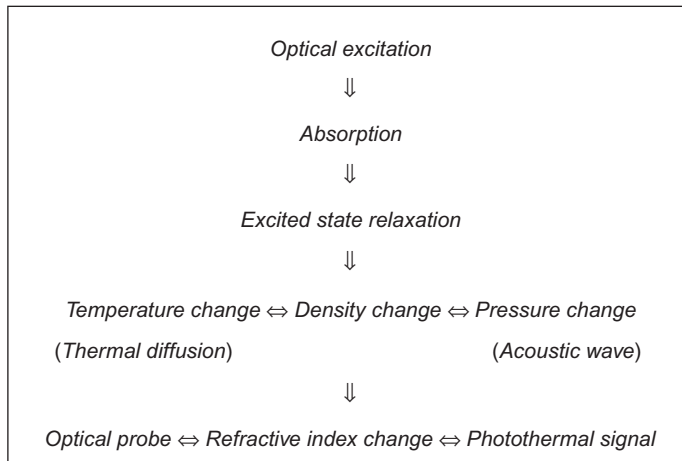 Optical excitation
⇓
Absorption
⇓
Excited state relaxation
⇓
Temperature change ⇔ Density change ⇔ Pressure change
(Thermal diffusion) (Acoustic wave)
⇓
Optical probe ⇔ Refractive index change ⇔ Photothermal signal